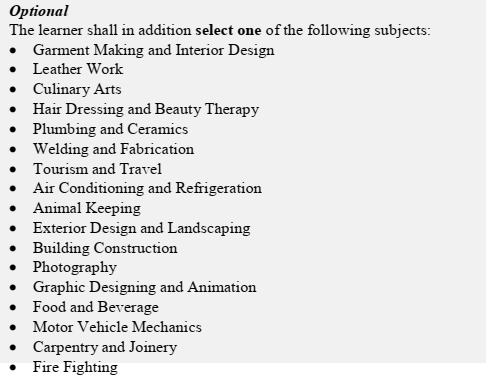 Optional
The learner shall in addition select one of the following subjects:
• Garment Making and Interior Design
• Leather Work
• Culinary Arts
• Hair Dressing and Beauty Therapy
• Plumbing and Ceramics
• Welding and Fabrication
• Tourism and Travel
• Air Conditioning and Refrigeration
• Animal Keeping
• Exterior Design and Landscaping
• Building Construction
• Photography
• Graphic Designing and Animation
• Food and Beverage
• Motor Vehicle Mechanics
• Carpentry and Joinery
• Fire Fighting